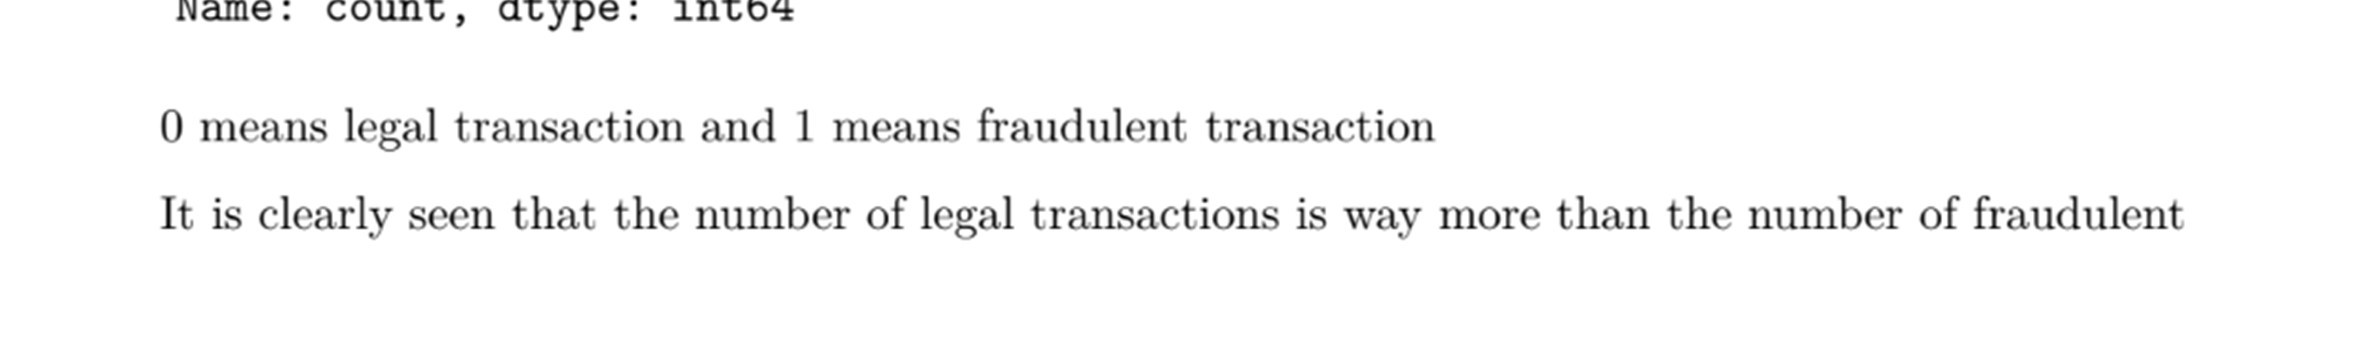 Name: count, dtype: int64
0 means legal transaction and 1 means fraudulent transaction
It is clearly seen that the number of legal transactions is way more than the number of fraudulent